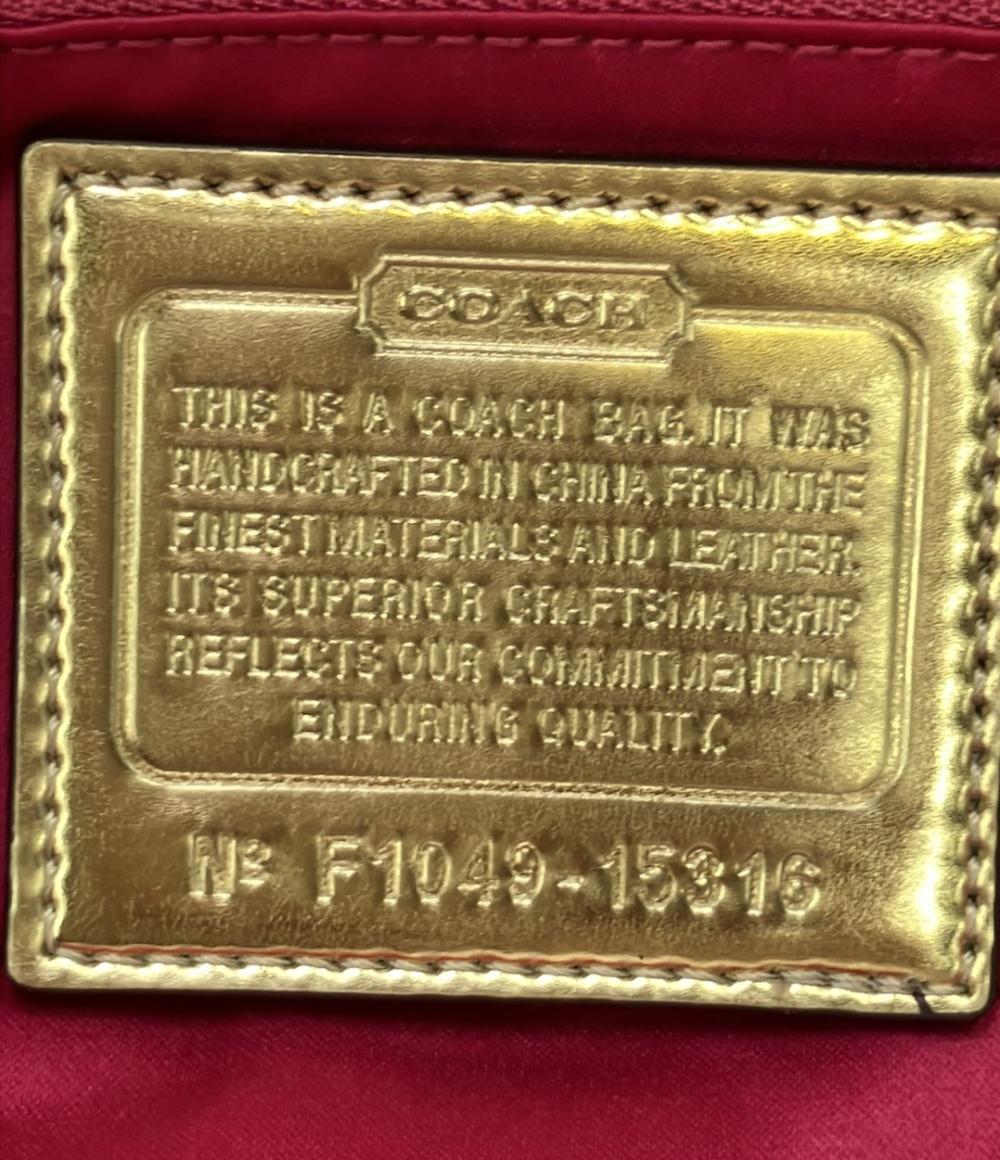 COACH
THIS IS A COACH BAG. IT WAS
HANDCRAFTED IN CHINA FROM THE
FINEST MATERIALS AND LEATHER.
ITS SUPERIOR CRAFTSMANSHIP
REFLECTS OUR COMMITMENT TO
ENDURING QUALITY.
Nº F1049-15316